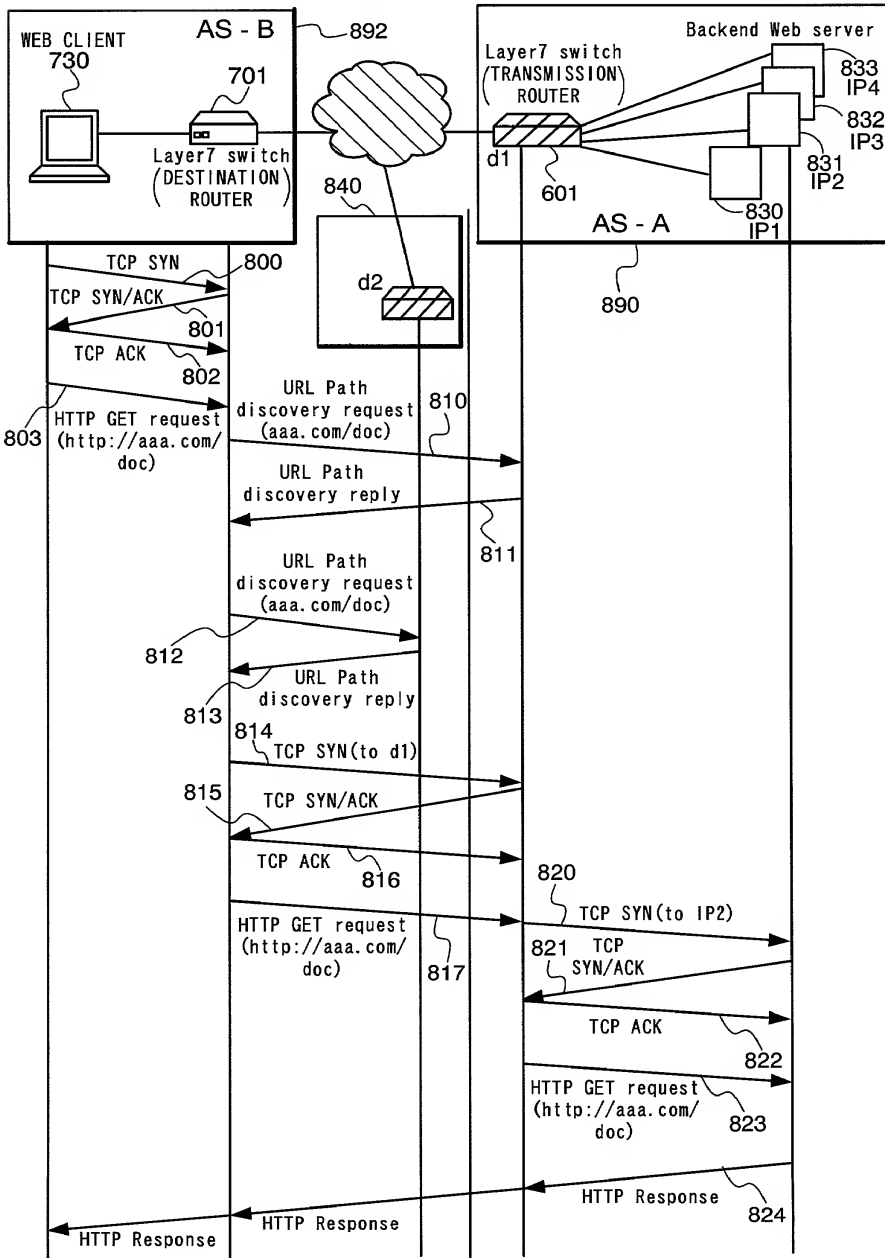 WEB CLIENT
730
AS - B
892
701
Layer7 switch
(DESTINATION
ROUTER)
Layer7 switch
(TRANSMISSION
ROUTER)
Backend Web server
833
IP4
832
IP3
831
IP2
830
IP1
d1
601
AS - A
890
840
d2
TCP SYN
800
TCP SYN/ACK
801
TCP ACK
802
803
HTTP GET request
(http://aaa.com/
doc)
URL Path
discovery request
(aaa.com/doc)
810
URL Path
discovery reply
811
URL Path
discovery request
(aaa.com/doc)
812
URL Path
discovery reply
813
814
TCP SYN(to d1)
815
TCP SYN/ACK
TCP ACK
816
HTTP GET request
(http://aaa.com/
doc)
817
820
TCP SYN(to IP2)
821
TCP
SYN/ACK
TCP ACK
822
HTTP GET request
(http://aaa.com/
doc)
823
HTTP Response
824
HTTP Response
HTTP Response